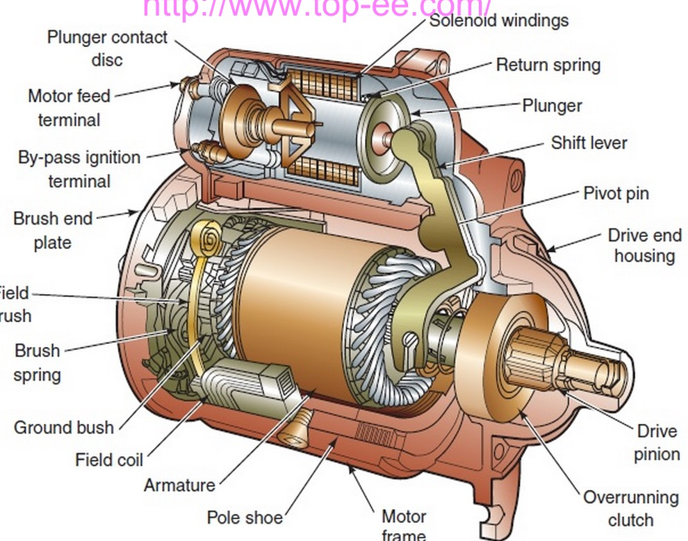 http://www.top-ee.com/
Solenoid windings
Plunger contact
disc
Return spring
Motor feed
terminal
Plunger
Shift lever
By-pass ignition
terminal
Pivot pin
Brush end
plate
Drive end
housing
Field
rush
Brush
spring
Ground bush
Field coil
Drive
pinion
Armature
Overrunning
clutch
Pole shoe
Motor
frame